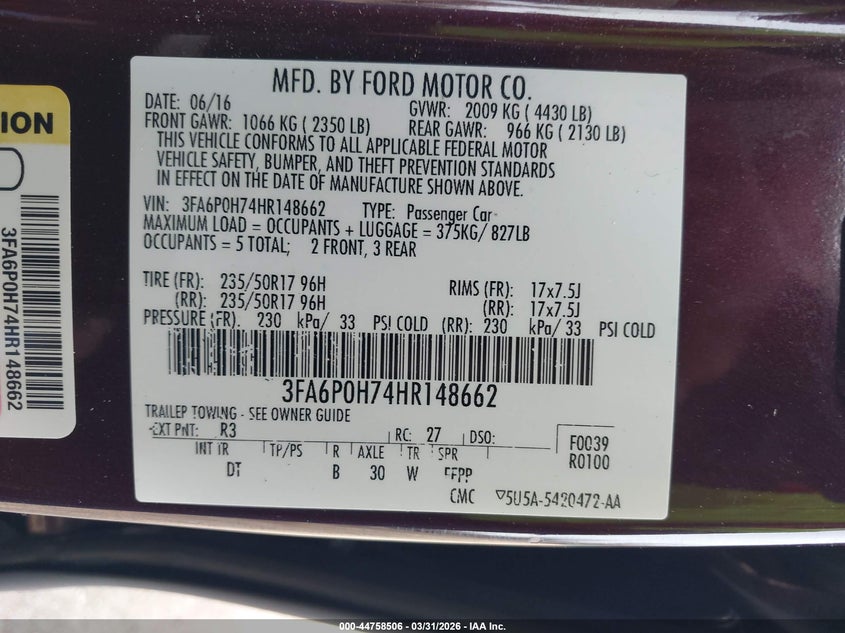 MFD. BY FORD MOTOR CO.
DATE: 06/16 GVWR: 2009 KG ( 4430 LB)
FRONT GAWR: 1066 KG ( 2350 LB) REAR GAWR: 966 KG ( 2130 LB)
THIS VEHICLE CONFORMS TO ALL APPLICABLE FEDERAL MOTOR
VEHICLE SAFETY, BUMPER, AND THEFT PREVENTION STANDARDS
IN EFFECT ON THE DATE OF MANUFACTURE SHOWN ABOVE.
VIN: 3FA6P0H74HR148662 TYPE: Passenger Car
MAXIMUM LOAD = OCCUPANTS + LUGGAGE = 375KG/ 827LB
OCCUPANTS = 5 TOTAL; 2 FRONT, 3 REAR
TIRE (FR): 235/50R17 96H RIMS (FR): 17x7.5J
(RR): 235/50R17 96H (RR): 17x7.5J
PRESSURE (FR): 230 kPa/ 33 PSI COLD (RR): 230 kPa/ 33 PSI COLD
3FA6P0H74HR148662
TRAILER TOWING - SEE OWNER GUIDE
EXT PNT: R3 RC: 27 DSO: F0039
INT TR TP/PS R AXLE TR SPR R0100
DT B 30 W
CMC 5U5A-5420472-AA
ION
3FA6P0H74HR148662
000-44758506 - 03/31/2026 - IAA Inc.